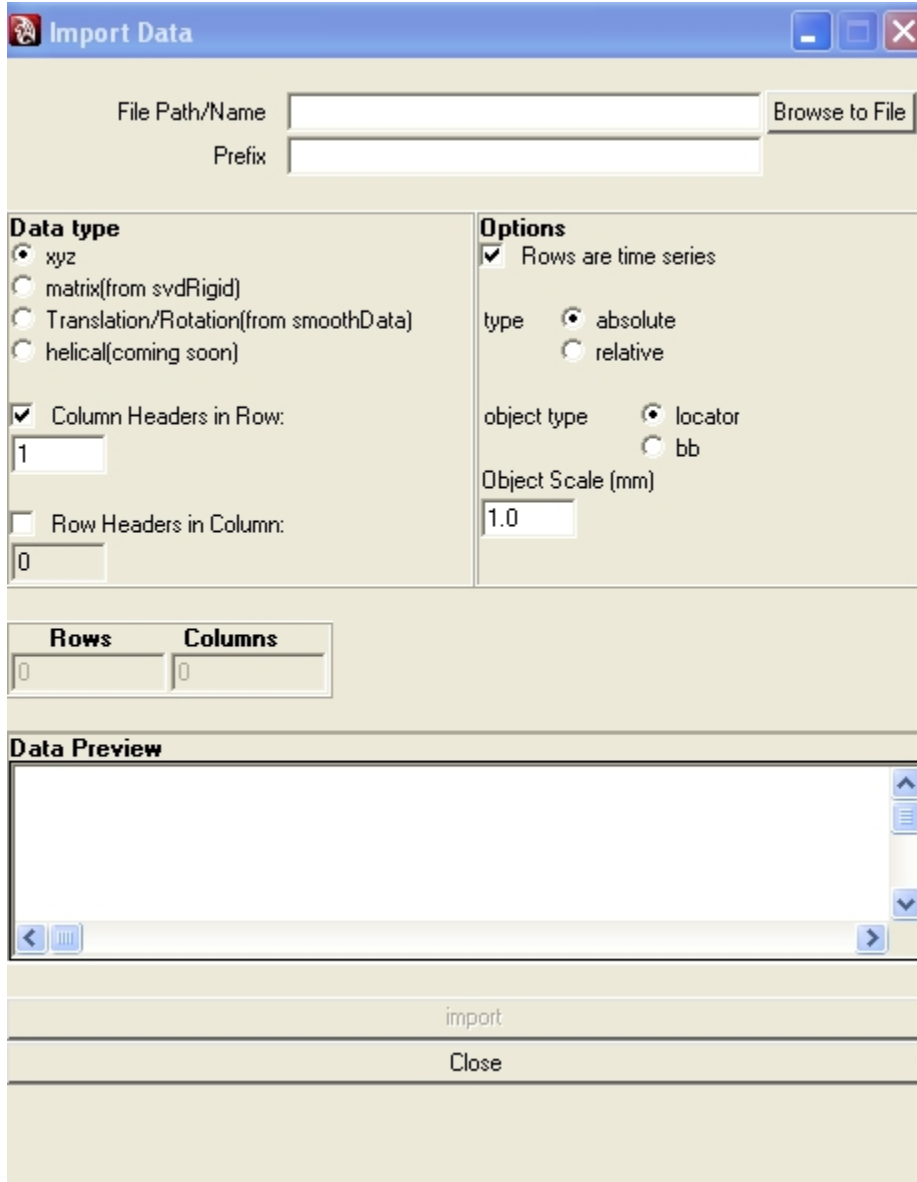 Import Data
File Path/Name Browse to File
Prefix
Data type
xyz
matrix(from svdRigid)
Translation/Rotation(from smoothData)
helical(coming soon)
Column Headers in Row:
1
Row Headers in Column:
0
Options
Rows are time series
type absolute
relative
object type locator
bb
Object Scale (mm)
1.0
Rows Columns
0 0
Data Preview
import
Close